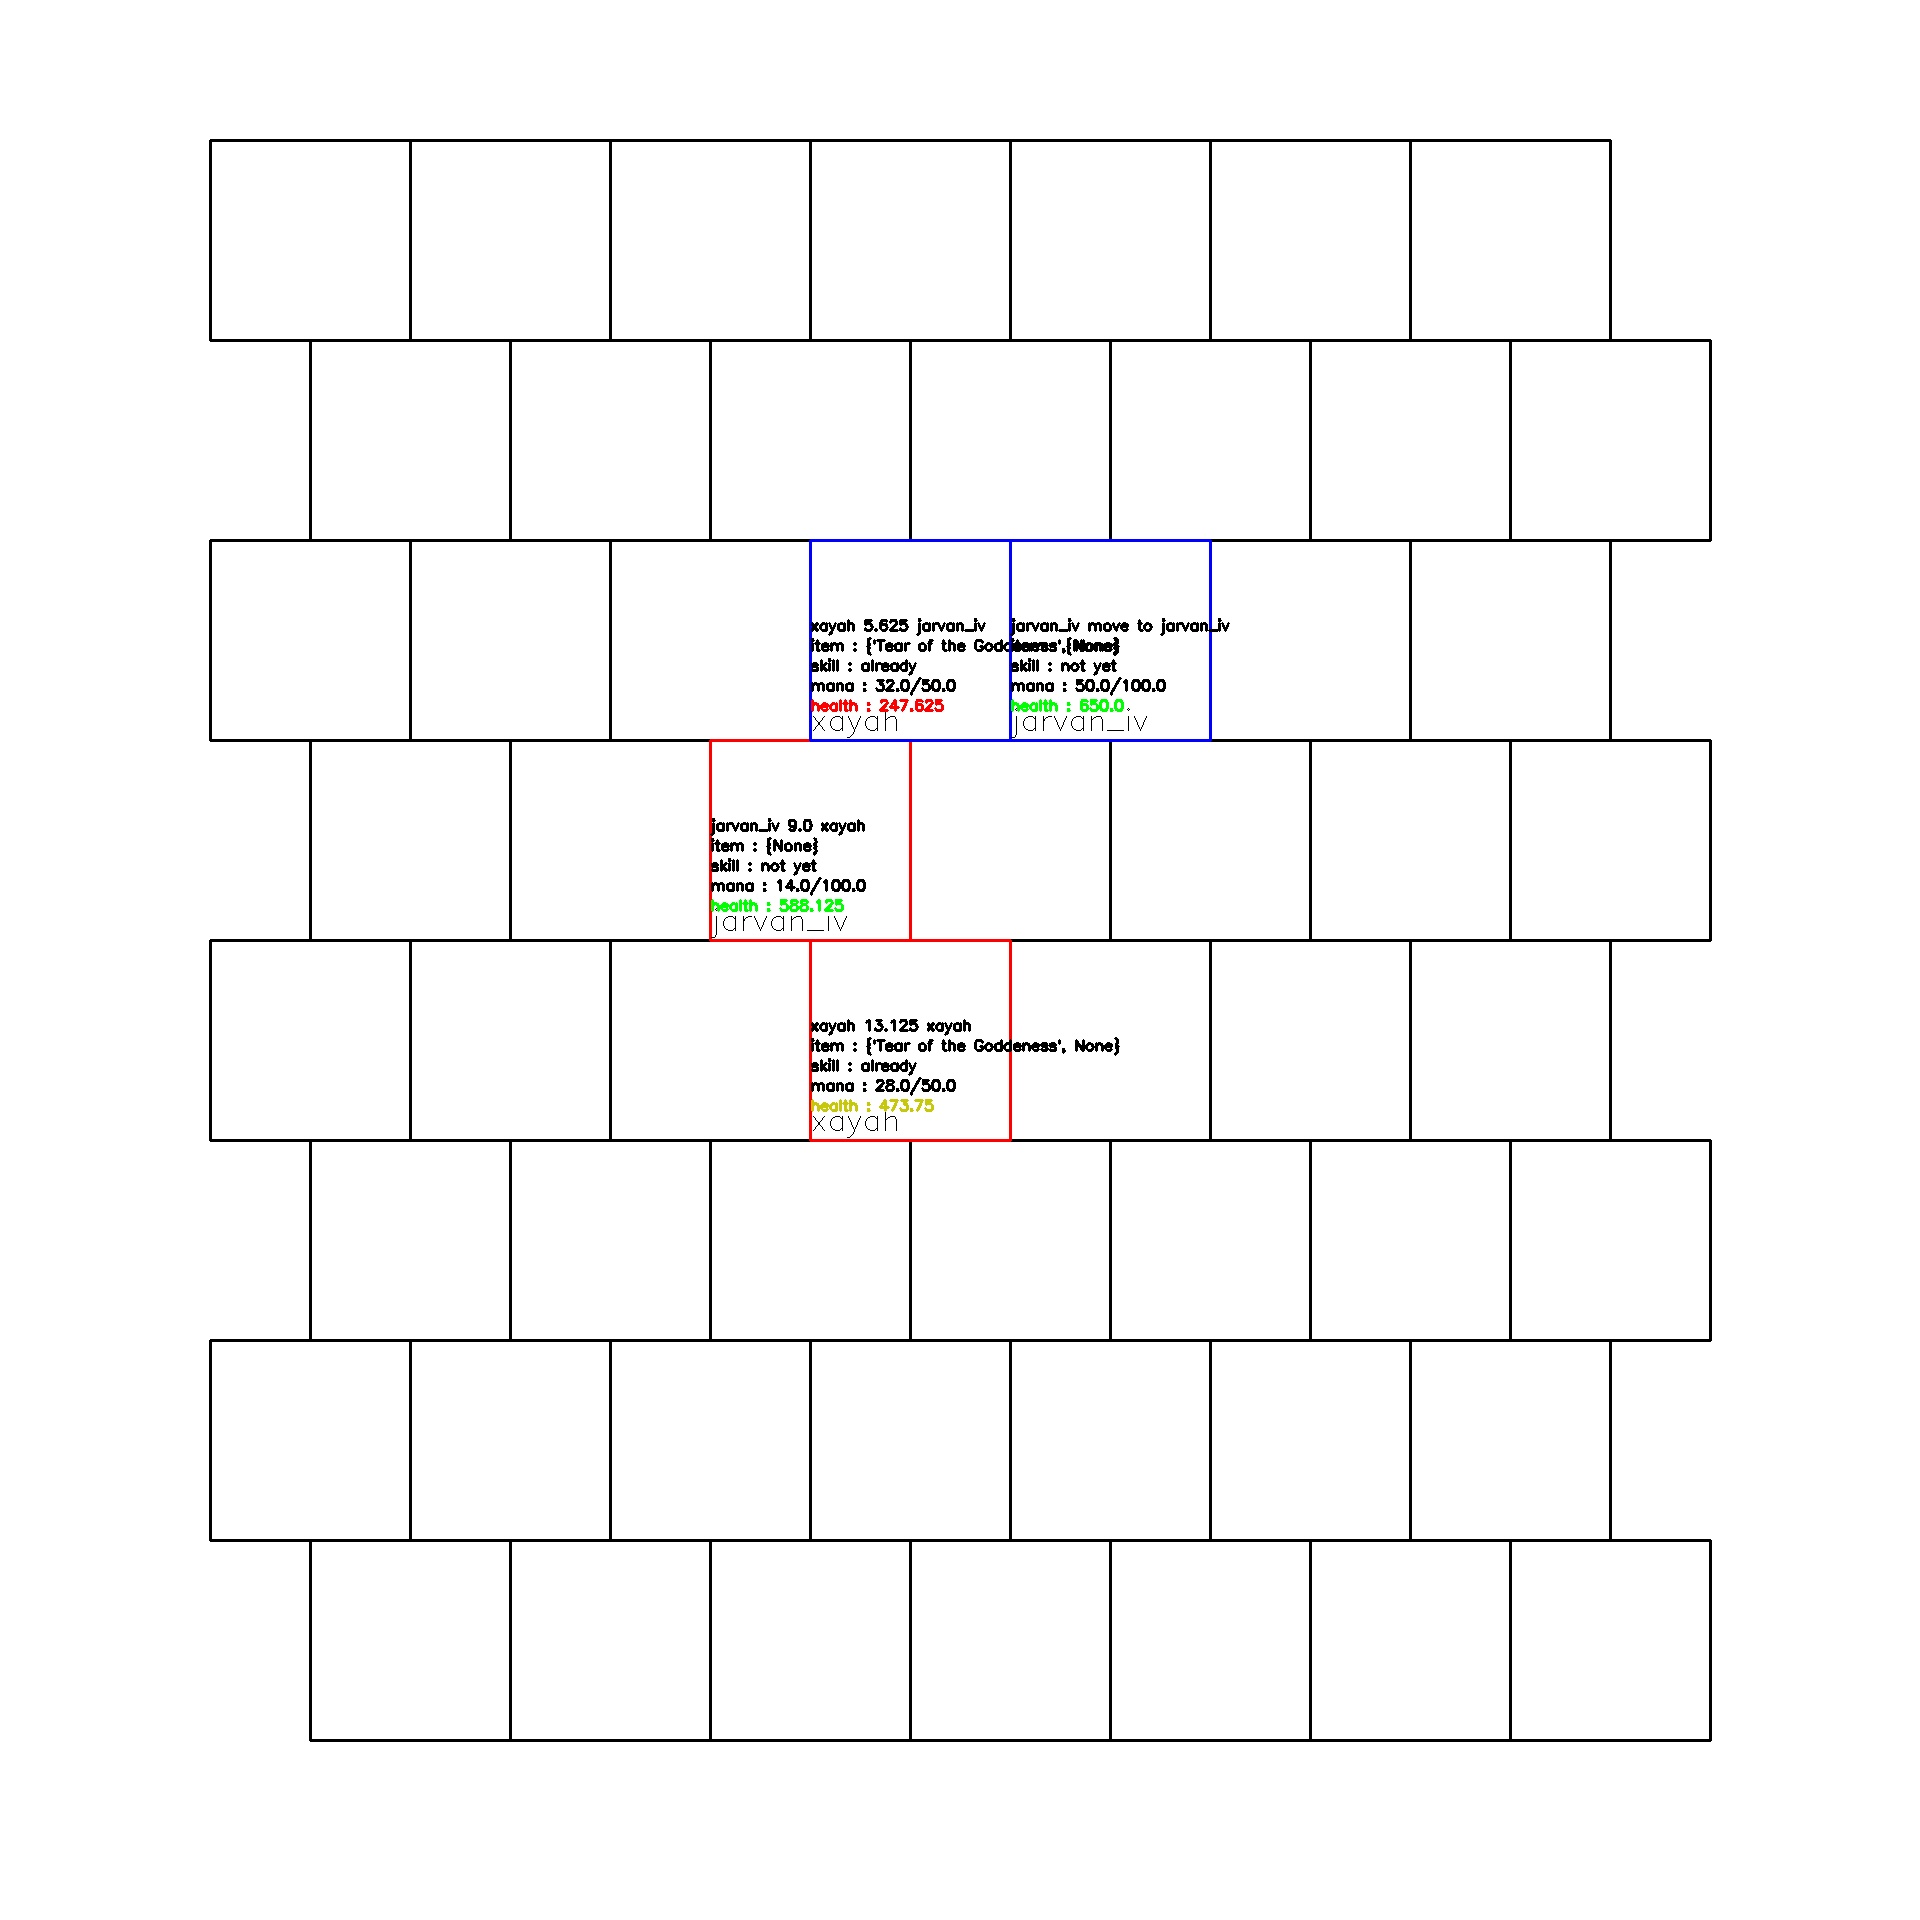 xayah 5.625 jarvan_iv
item : {'Tear of the Goddeness', None}
skill : already
mana : 32.0/50.0
health : 247.625
xayah
jarvan_iv move to jarvan_iv
item : {None}
skill : not yet
mana : 50.0/100.0
health : 650.0
jarvan_iv
jarvan_iv 9.0 xayah
item : {None}
skill : not yet
mana : 14.0/100.0
health : 588.125
jarvan_iv
xayah 13.125 xayah
item : {'Tear of the Goddeness', None}
skill : already
mana : 28.0/50.0
health : 473.75
xayah